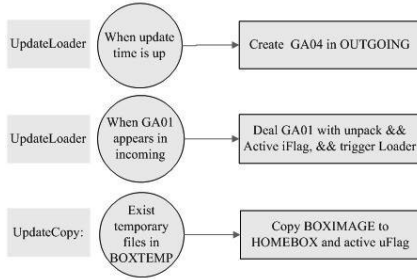 UpdateLoader
When update
time is up
Create GA04 in OUTGOING
UpdateLoader
When GA01
appears in
incoming
Deal GA01 with unpack &&
Active iFlag, && trigger Loader
UpdateCopy:
Exist
temporary
files in
BOXTEMP
Copy BOXIMAGE to
HOMEBOX and active uFlag